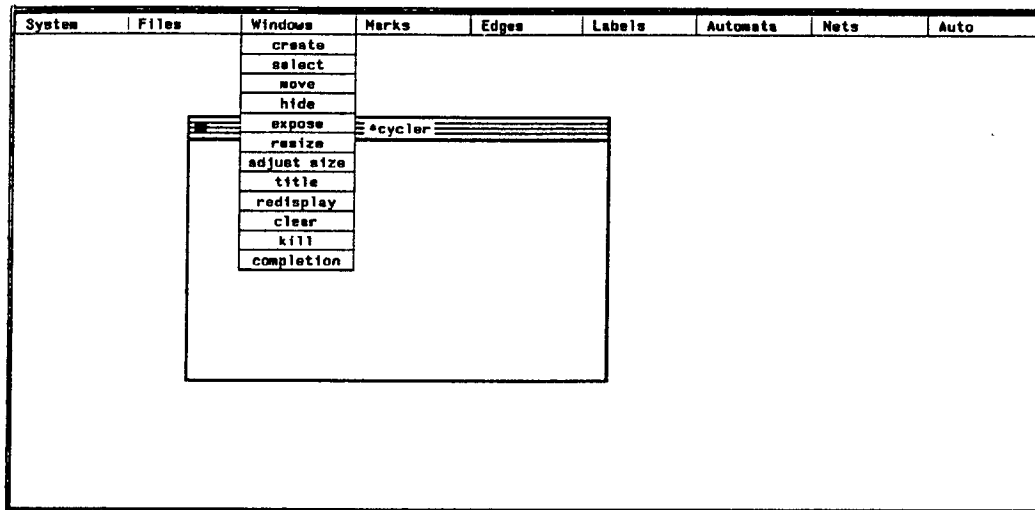 System Files Windows Marks Edges Labels Automata Nets Auto
create
select
move
hide
expose
*cycler
resize
adjust size
title
redisplay
clear
kill
completion